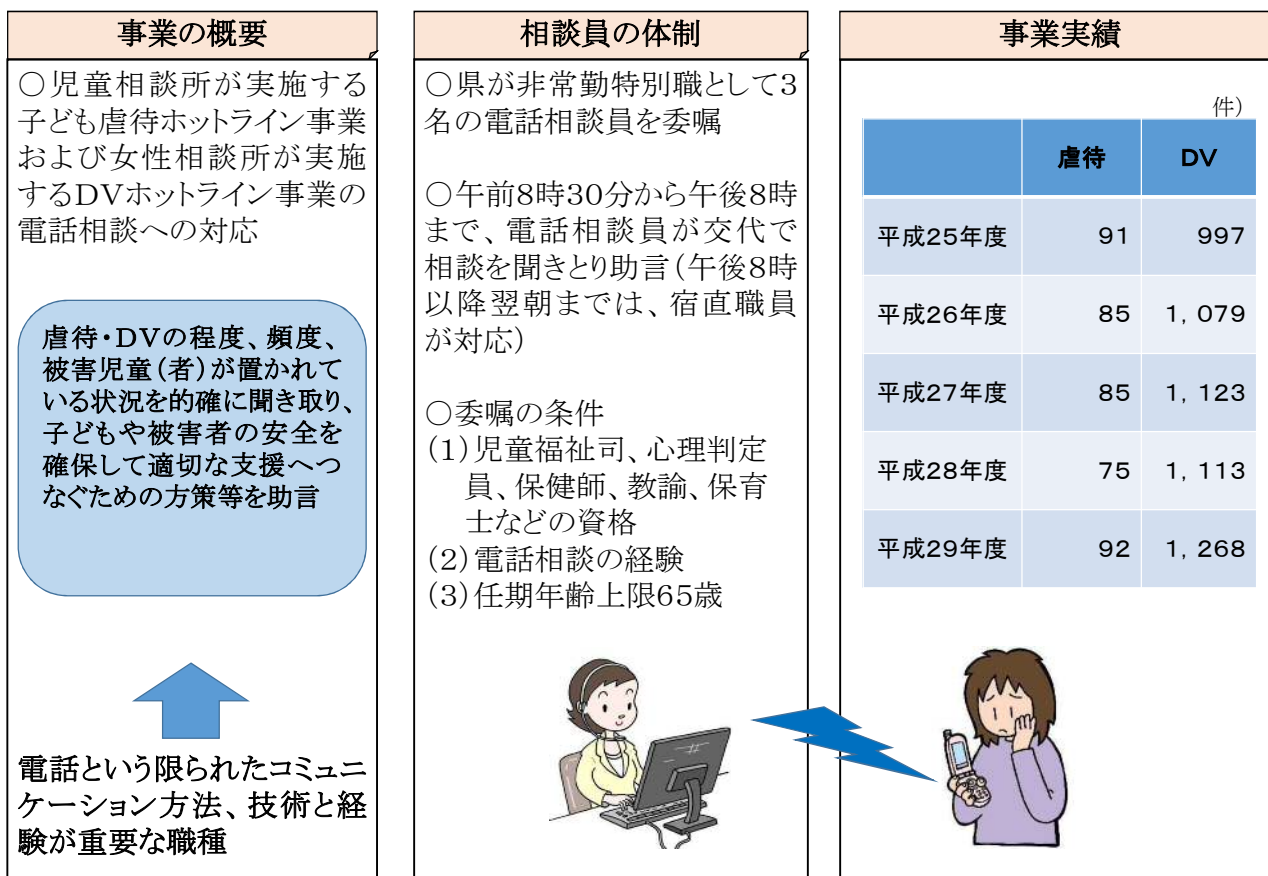 事業の概要
○児童相談所が実施する
子ども虐待ホットライン事業
および女性相談所が実施
するDVホットライン事業の
電話相談への対応
虐待・DVの程度、頻度、
被害児童(者)が置かれて
いる状況を的確に聞き取り、
子どもや被害者の安全を
確保して適切な支援へつ
なぐための方策等を助言
電話という限られたコミュニ
ケーション方法、技術と経
験が重要な職種
相談員の体制
○県が非常勤特別職として3
名の電話相談員を委嘱
○午前8時30分から午後8時
まで、電話相談員が交代で
相談を聞きとり助言(午後8時
以降翌朝までは、宿直職員
が対応)
○委嘱の条件
(1)児童福祉司、心理判定
員、保健師、教諭、保育
士などの資格
(2)電話相談の経験
(3)任期年齢上限65歳
事業実績
件)
虐待 DV
平成25年度 91 997
平成26年度 85 1,079
平成27年度 85 1,123
平成28年度 75 1,113
平成29年度 92 1,268